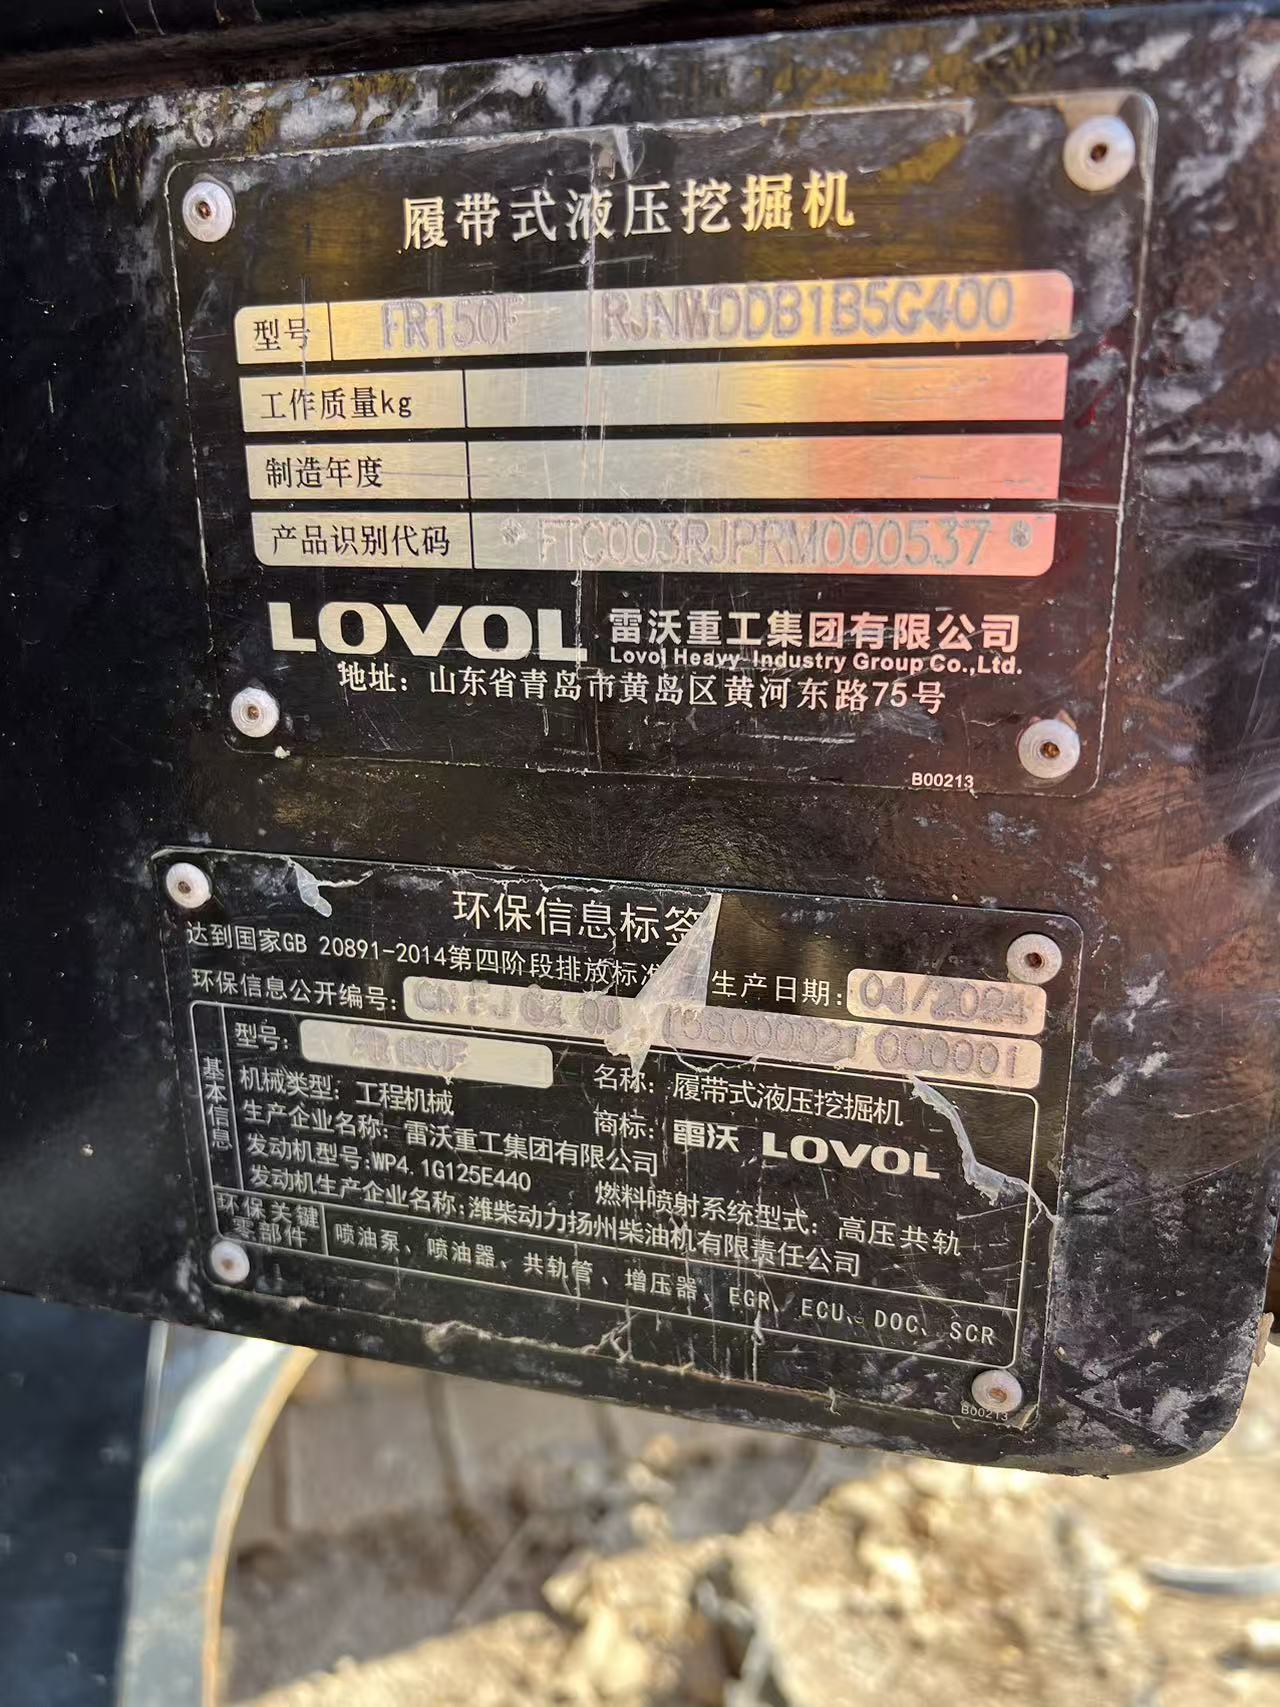 履带式液压挖掘机
型号 FR150F RJNWDDB1B5G400
工作质量kg
制造年度
产品识别代码 *FTC003RJPRM000537*
LOVOL 雷沃重工集团有限公司
Lovol Heavy Industry Group Co.,Ltd.
地址：山东省青岛市黄岛区黄河东路75号
B00213
环保信息标签
达到国家GB 20891-2014第四阶段排放标准 生产日期：04/2024
环保信息公开编号： 000001
基本信息
型号：FR150F 名称：履带式液压挖掘机
机械类型：工程机械 商标：雷沃 LOVOL
生产企业名称：雷沃重工集团有限公司
发动机型号：WP4.1G125E440 燃料喷射系统型式：高压共轨
发动机生产企业名称：潍柴动力扬州柴油机有限责任公司
环保关键零部件 喷油泵、喷油器、共轨管、增压器、EGR、ECU、DOC、SCR
B00213